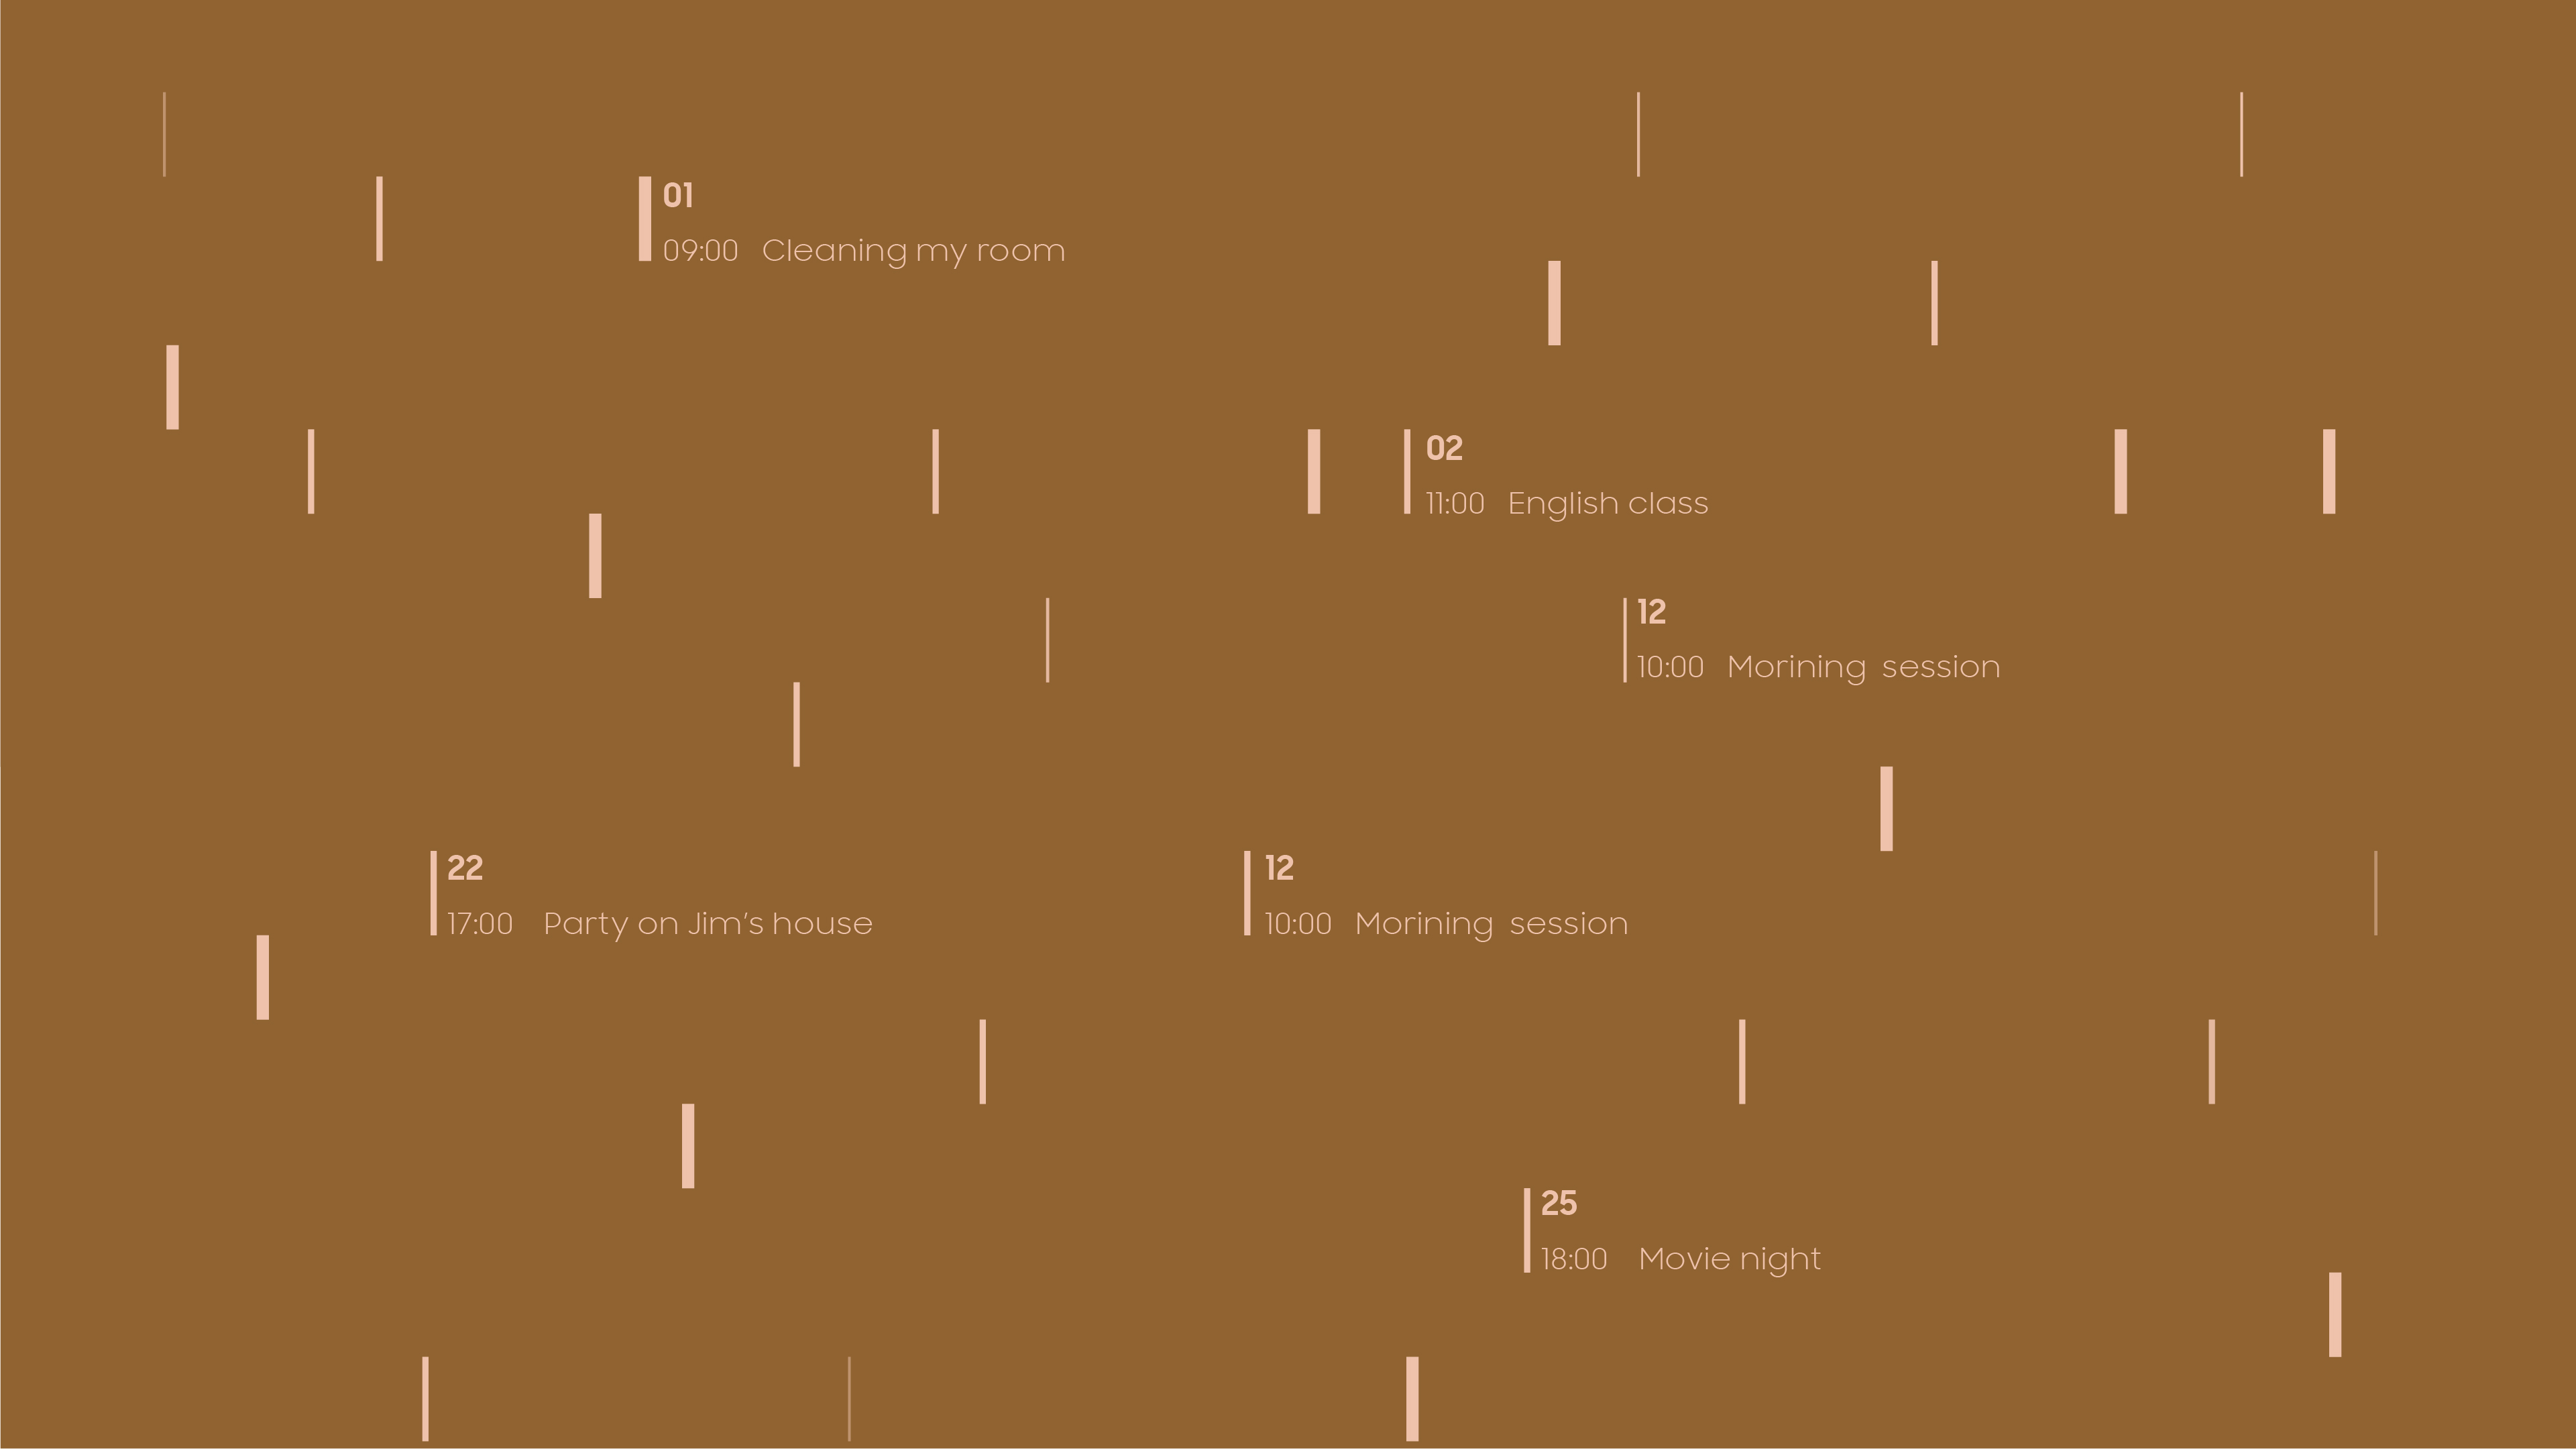 01
09:00 Cleaning my room
02
11:00 English class
12
10:00 Morining session
22
17:00 Party on Jim's house
12
10:00 Morining session
25
18:00 Movie night